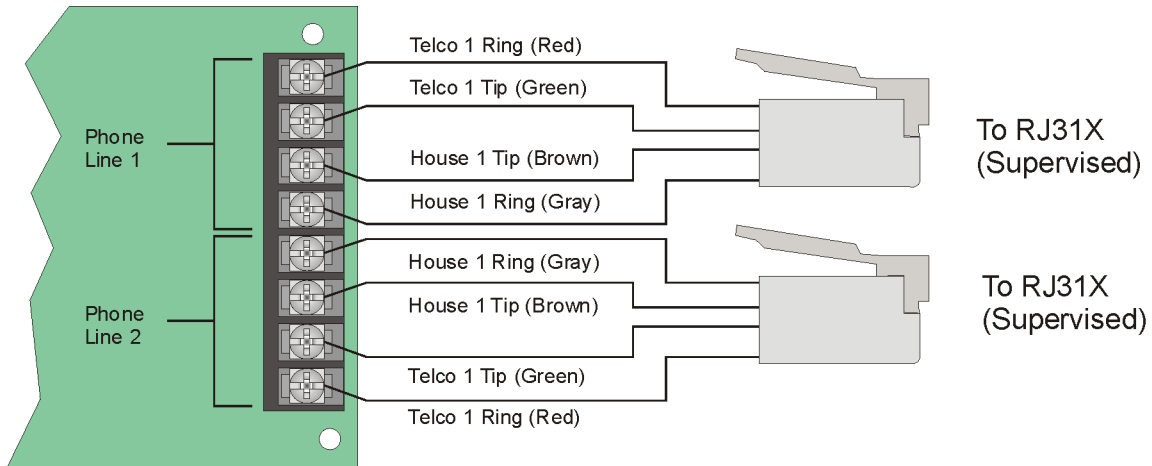 Phone
Line 1
Telco 1 Ring (Red)
Telco 1 Tip (Green)
House 1 Tip (Brown)
House 1 Ring (Gray)
To RJ31X
(Supervised)
Phone
Line 2
House 1 Ring (Gray)
House 1 Tip (Brown)
Telco 1 Tip (Green)
Telco 1 Ring (Red)
To RJ31X
(Supervised)